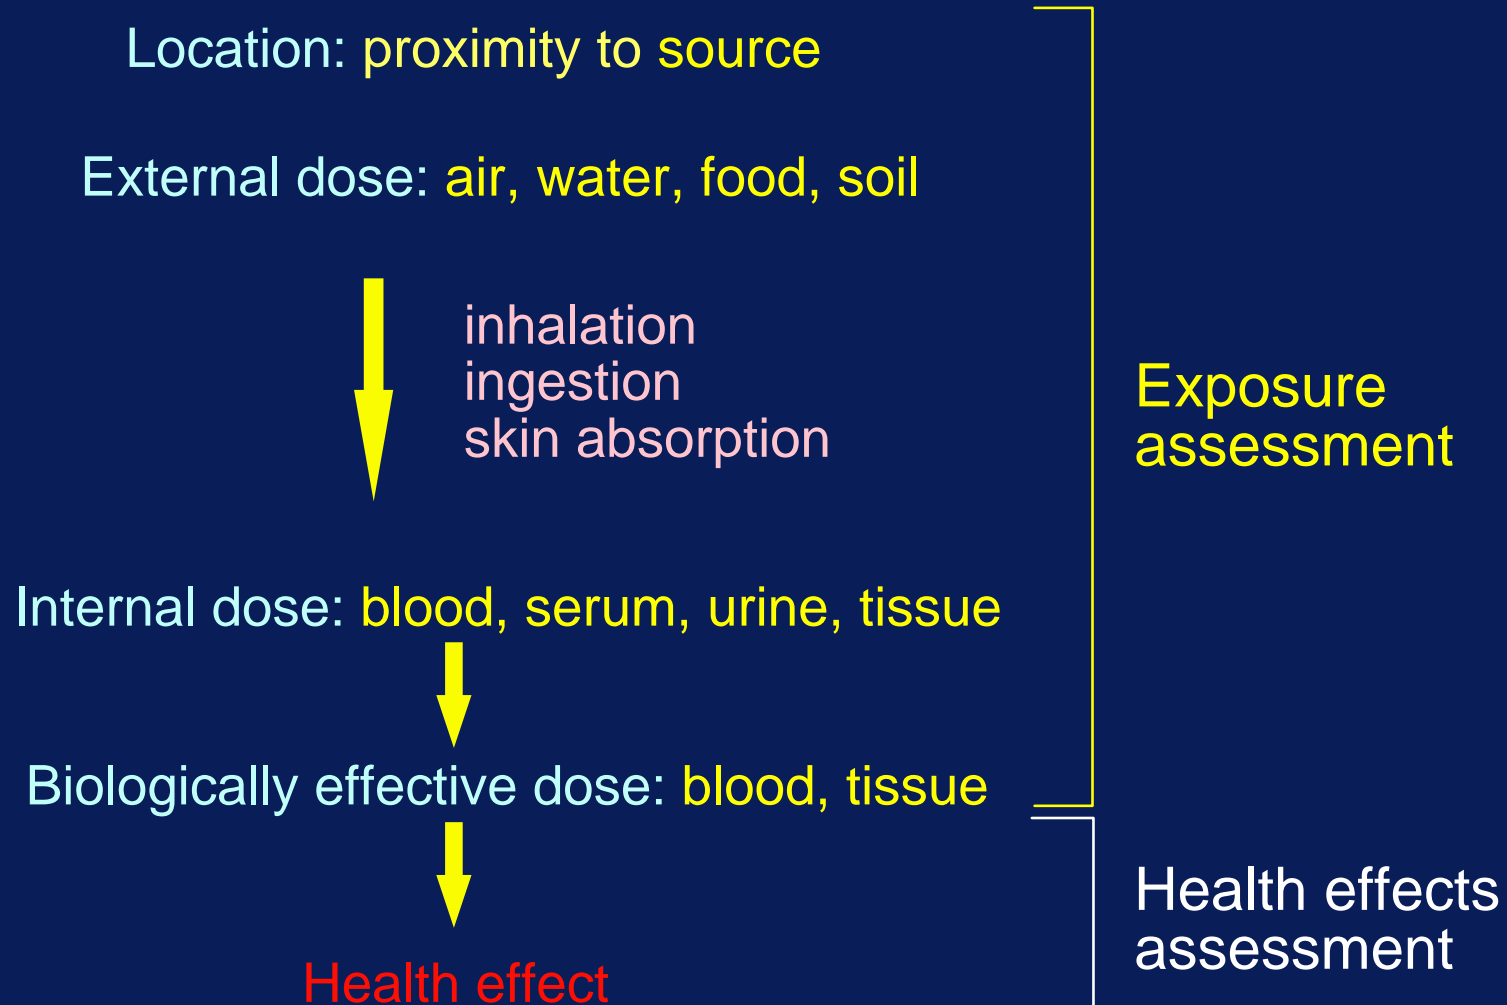 Location: proximity to source
External dose: air, water, food, soil
inhalation
ingestion
skin absorption
Exposure
assessment
Internal dose: blood, serum, urine, tissue
Biologically effective dose: blood, tissue
Health effects
assessment
Health effect